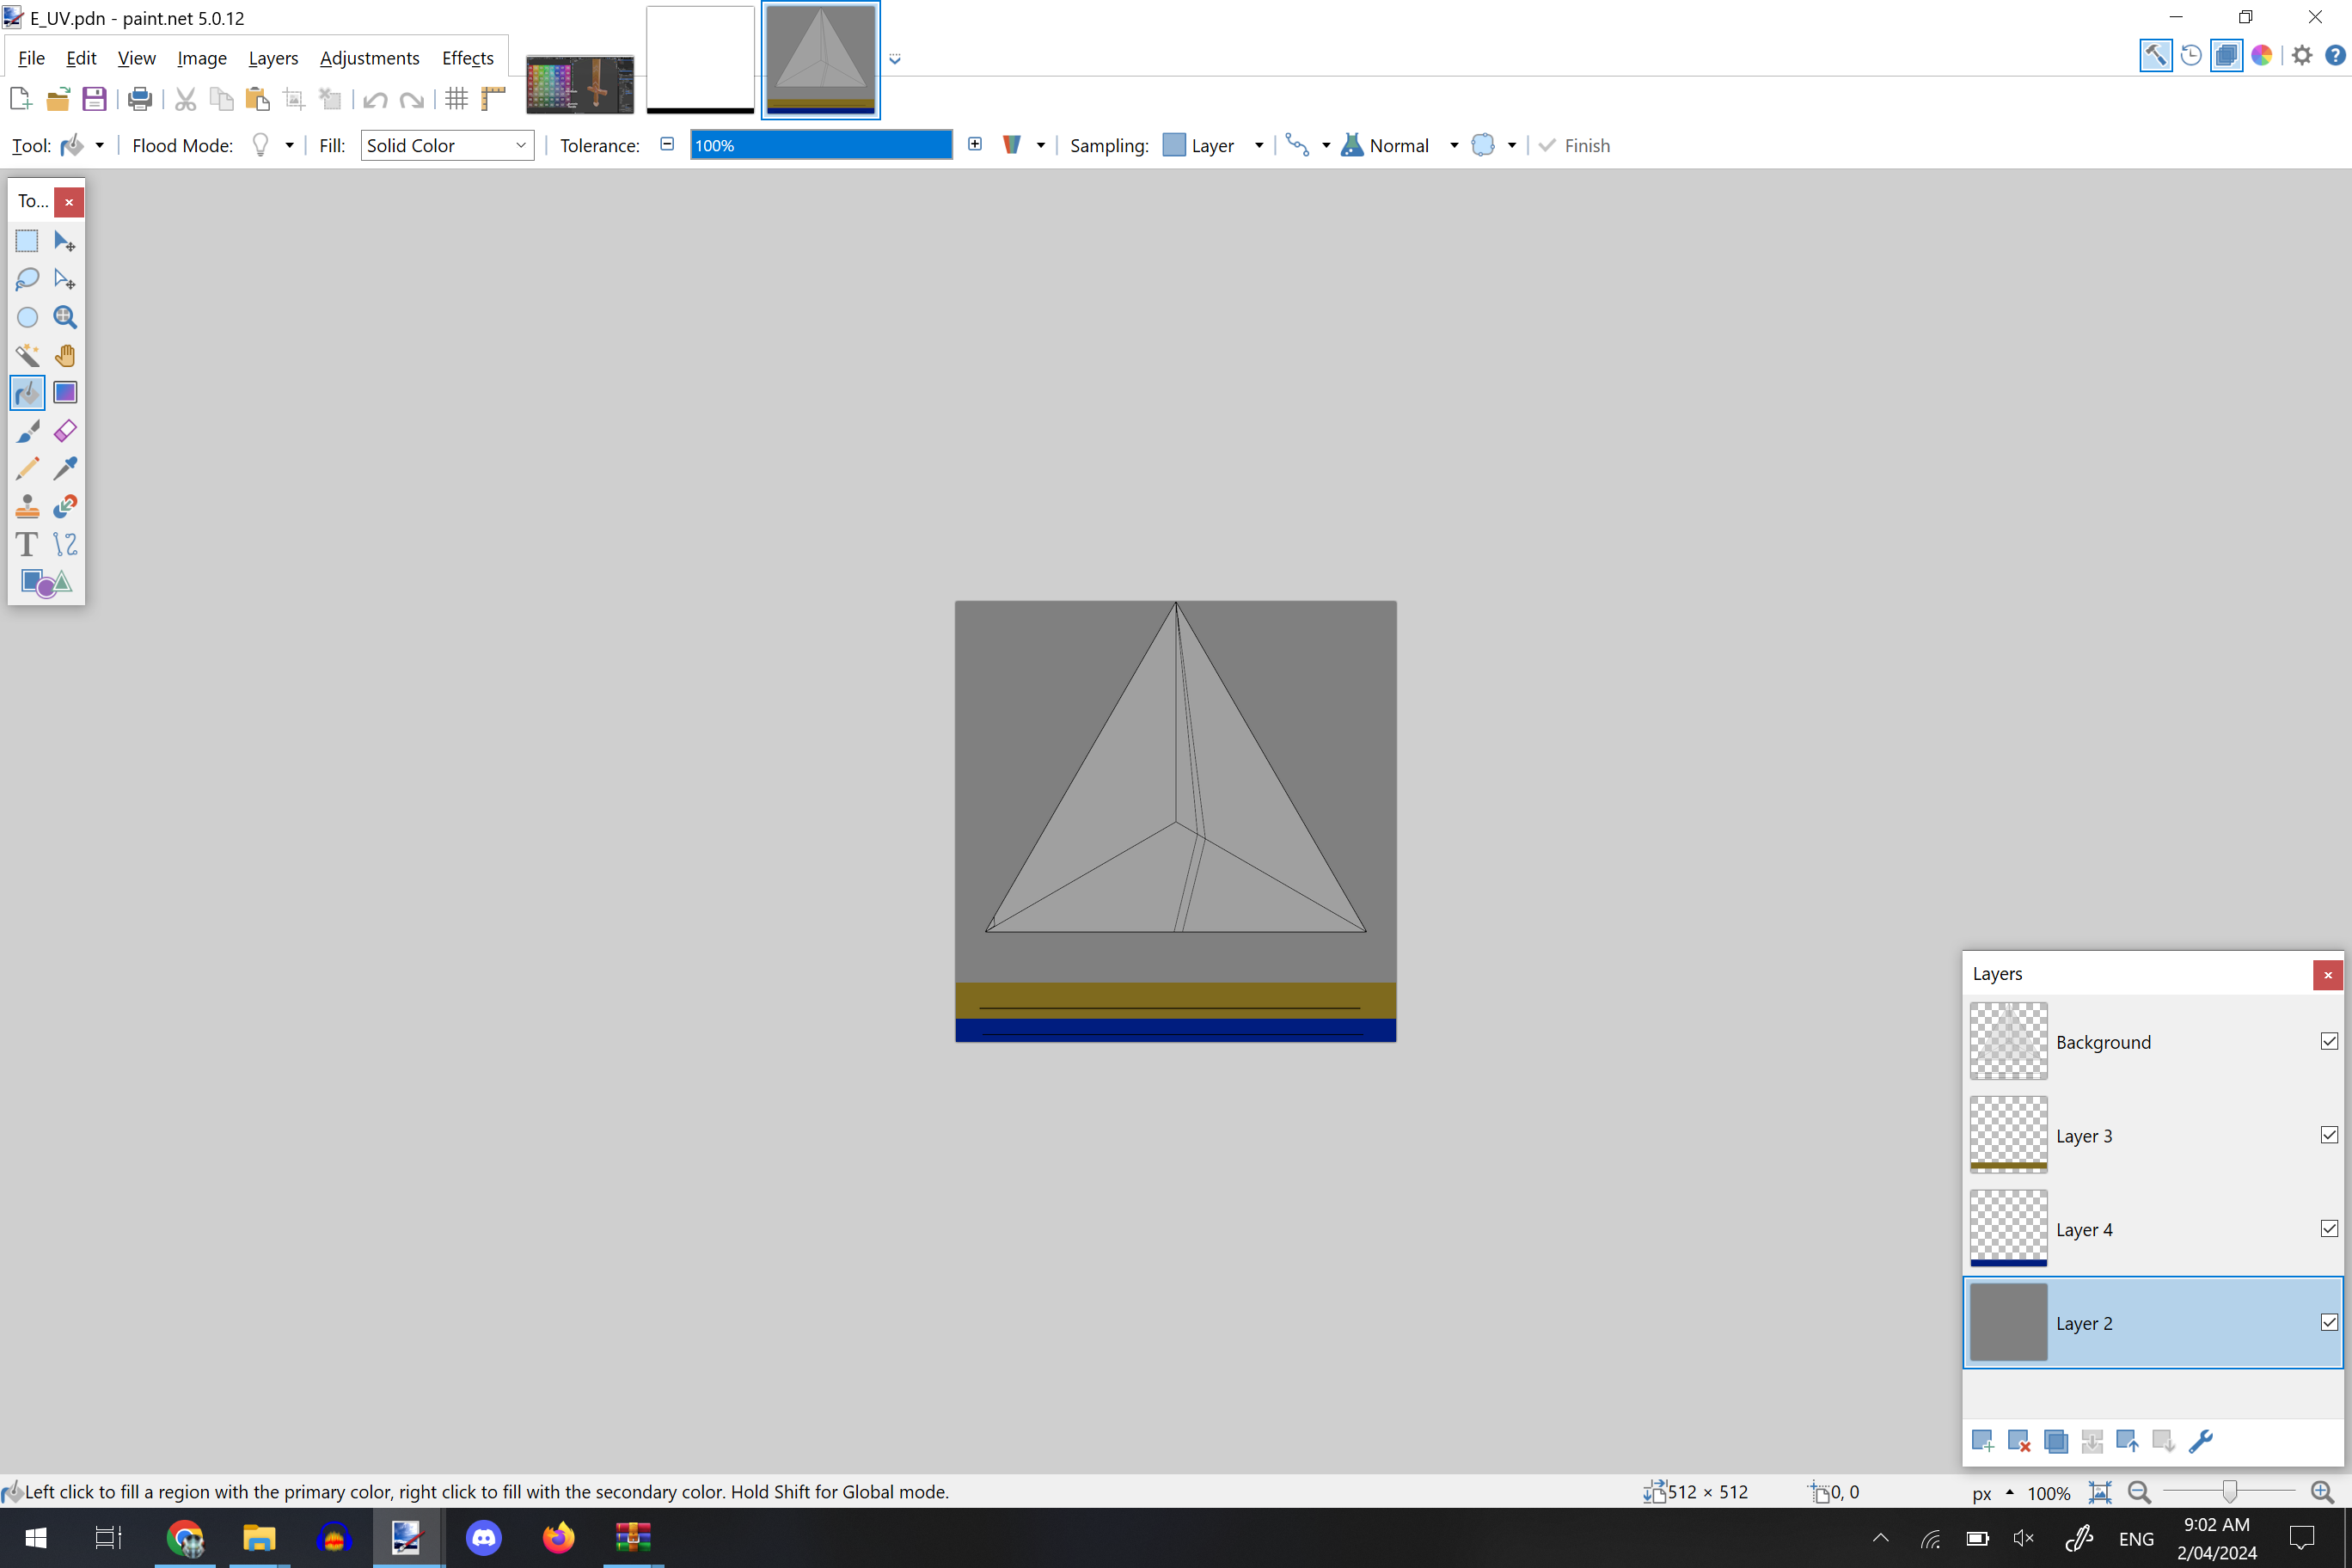 E_UV.pdn - paint.net 5.0.12
File Edit View Image Layers Adjustments Effects
Tool: Flood Mode: Fill: Solid Color Tolerance: 100% Sampling: Layer Normal Finish
To...
Layers
Background
Layer 3
Layer 4
Layer 2
Left click to fill a region with the primary color, right click to fill with the secondary color. Hold Shift for Global mode.
512 × 512
0, 0
px
100%
ENG
9:02 AM
2/04/2024